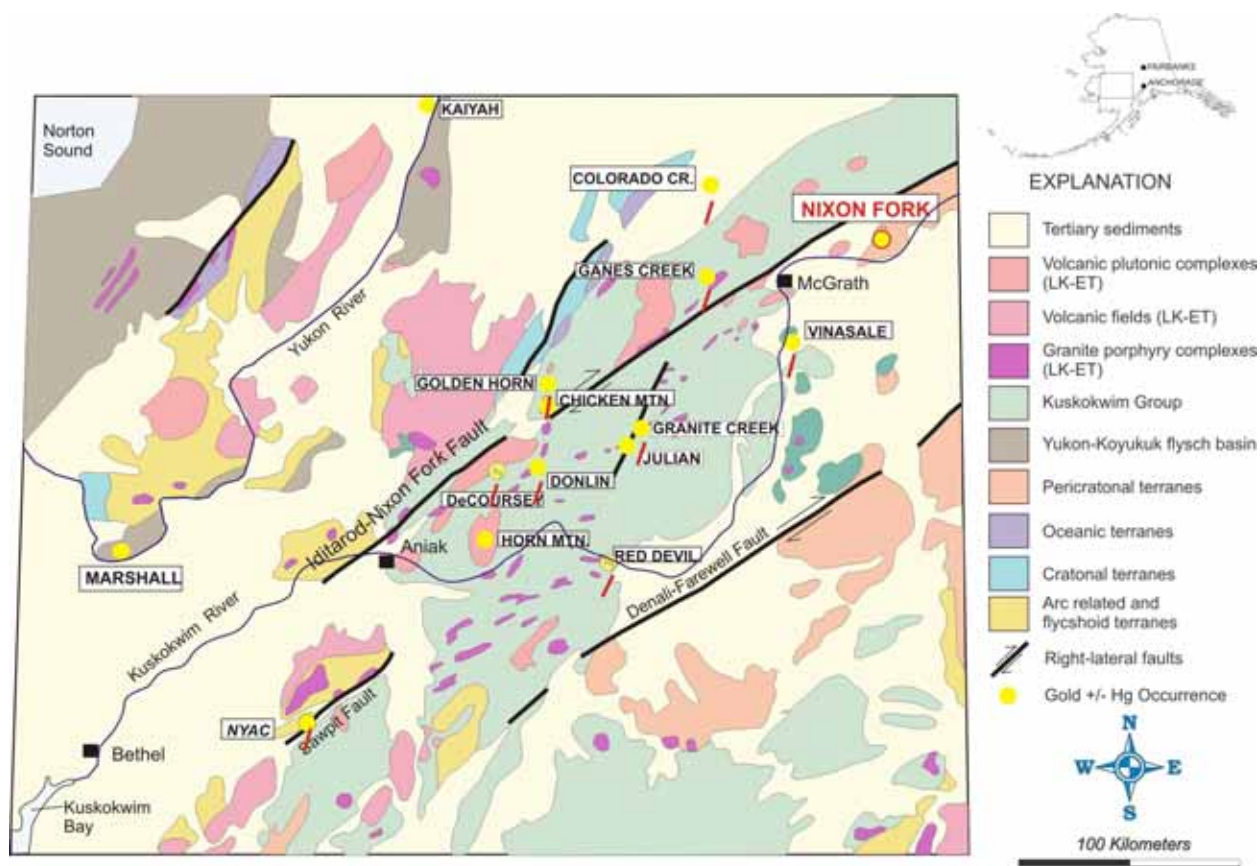 FAIRBANKS
ANCHORAGE
Norton
Sound
KAIYAH
COLORADO CR.
NIXON FORK
GANES CREEK
McGrath
Yukon River
VINASALE
GOLDEN HORN
CHICKEN MTN.
GRANITE CREEK
JULIAN
Iditarod-Nixon Fork Fault
DONLIN
DeCOURSEY
HORN MTN.
Aniak
RED DEVIL
MARSHALL
Denali-Farewell Fault
Kuskokwim River
NYAC
Sawpit Fault
Bethel
Kuskokwim
Bay
EXPLANATION
Tertiary sediments
Volcanic plutonic complexes
(LK-ET)
Volcanic fields (LK-ET)
Granite porphyry complexes
(LK-ET)
Kuskokwim Group
Yukon-Koyukuk flysch basin
Pericratonal terranes
Oceanic terranes
Cratonal terranes
Arc related and
flycshoid terranes
Right-lateral faults
Gold +/- Hg Occurrence
N
W E
S
100 Kilometers